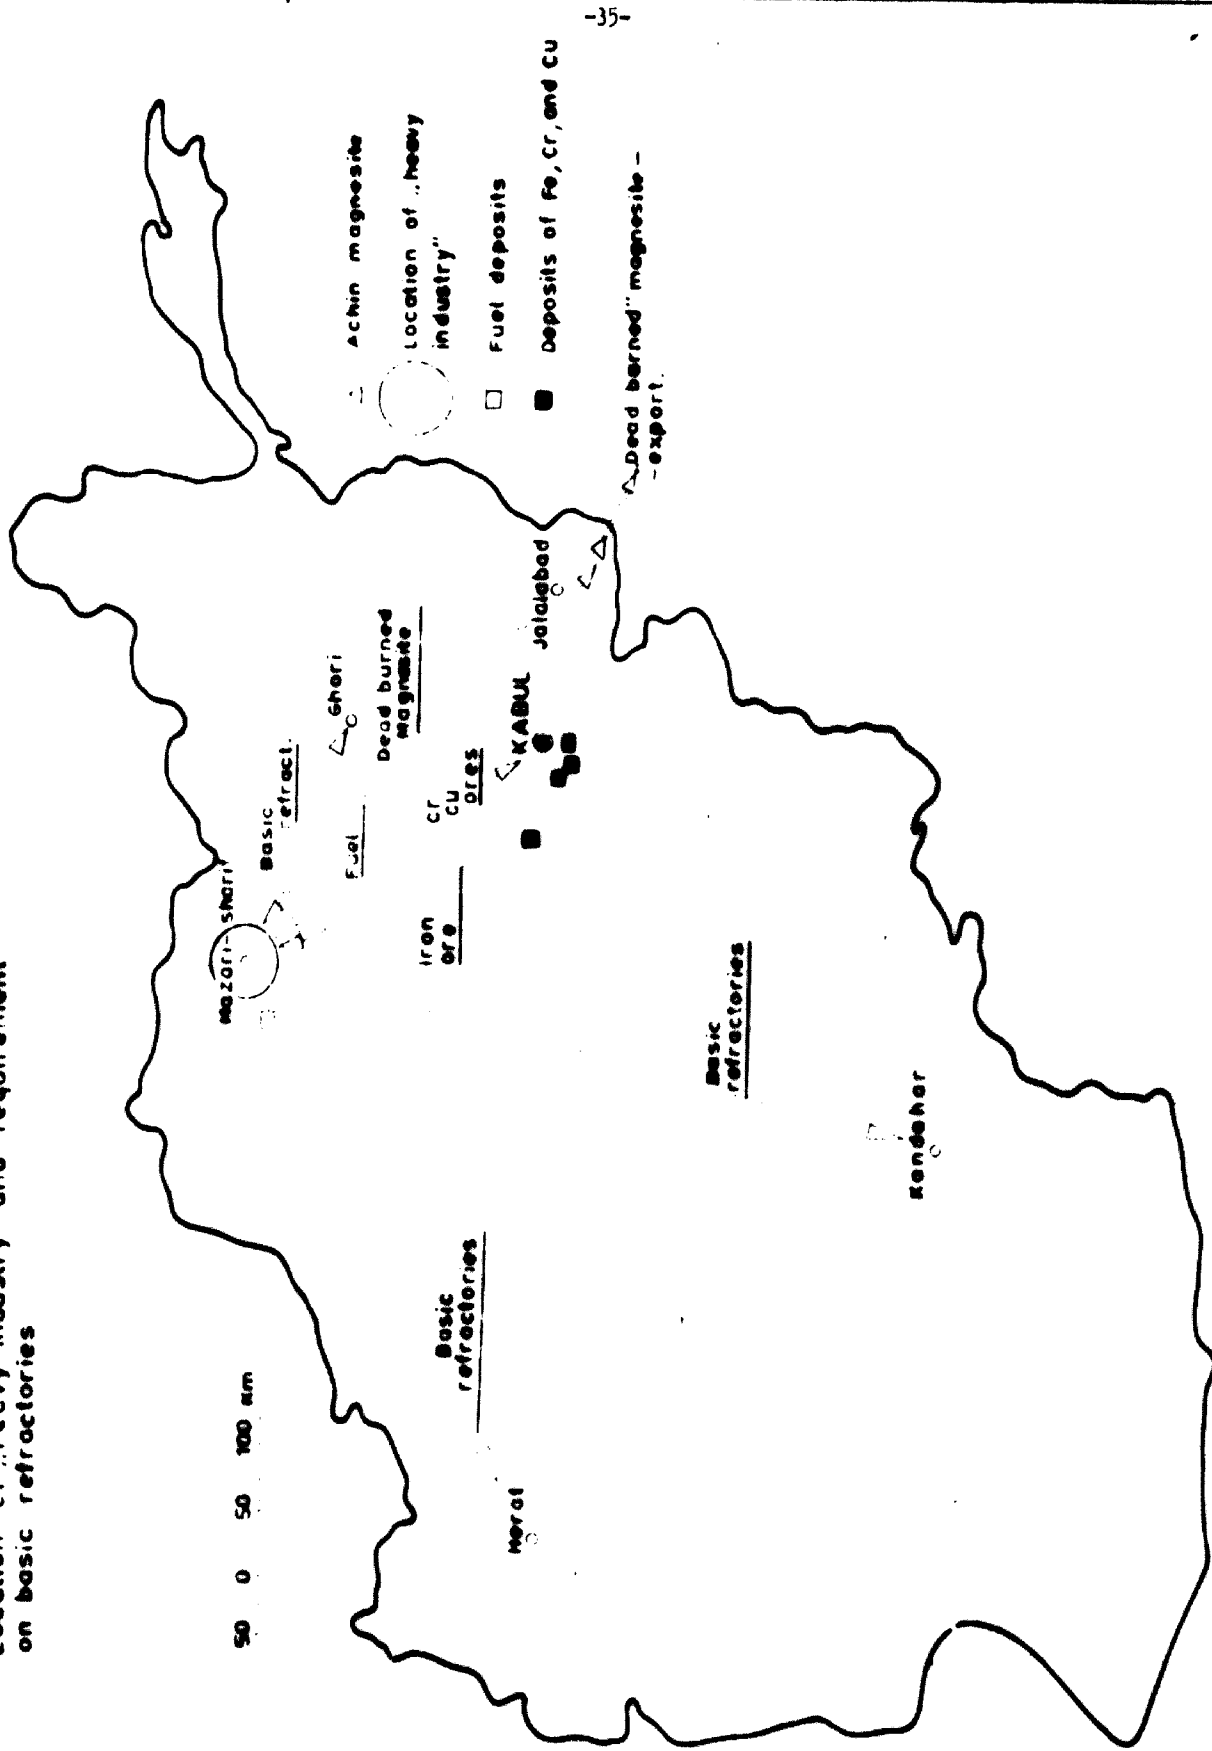 -35-
on basic refractories
50 0 50 100 km
Achin magnesite
Location of „heavy
industry"
Fuel deposits
Deposits of Fe, Cr, and Cu
„Dead borned" magnesite -
- export.
Mazari-sharif
Basic
refract.
Ghori
Fuel
Dead burned
Magnesite
Cr
Cu
ores
Iron
ore
KABUL
Jalalabad
Basic
refractories
Herat
Basic
refractories
Kandahar